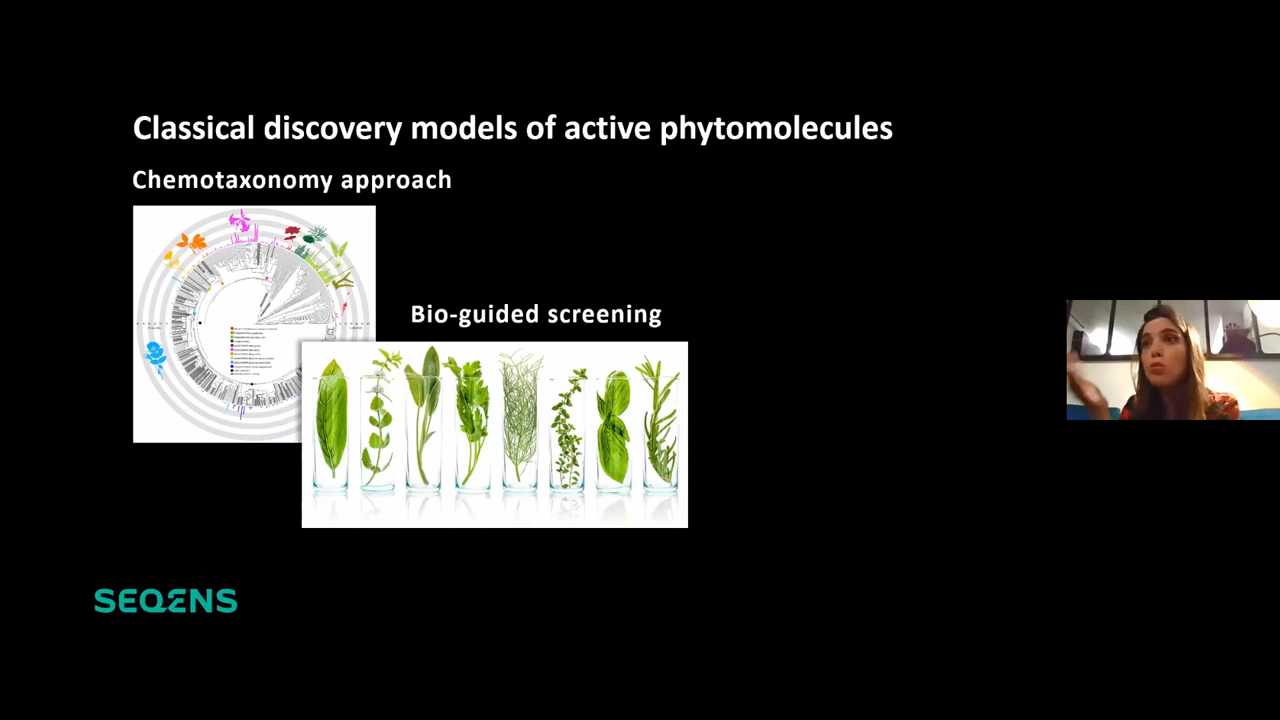 Classical discovery models of active phytomolecules
Chemotaxonomy approach
Bio-guided screening
SEQENS